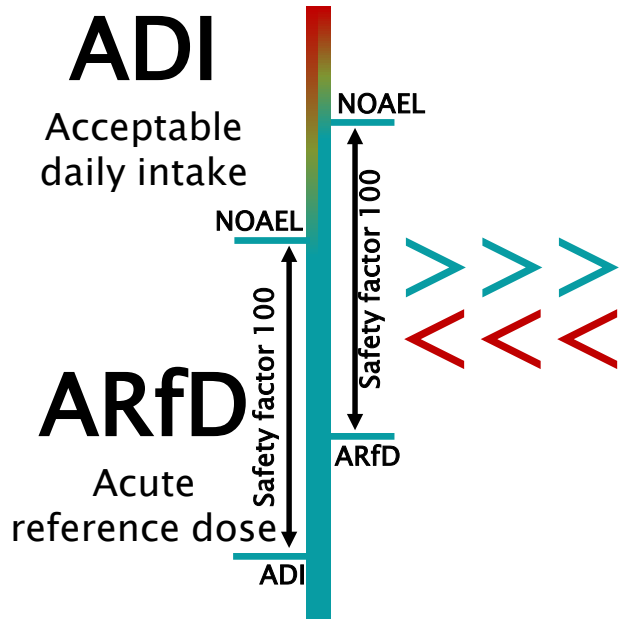 ADI
Acceptable
daily intake
NOAEL
Safety factor 100
ADI
NOAEL
Safety factor 100
ARfD
ARfD
Acute
reference dose